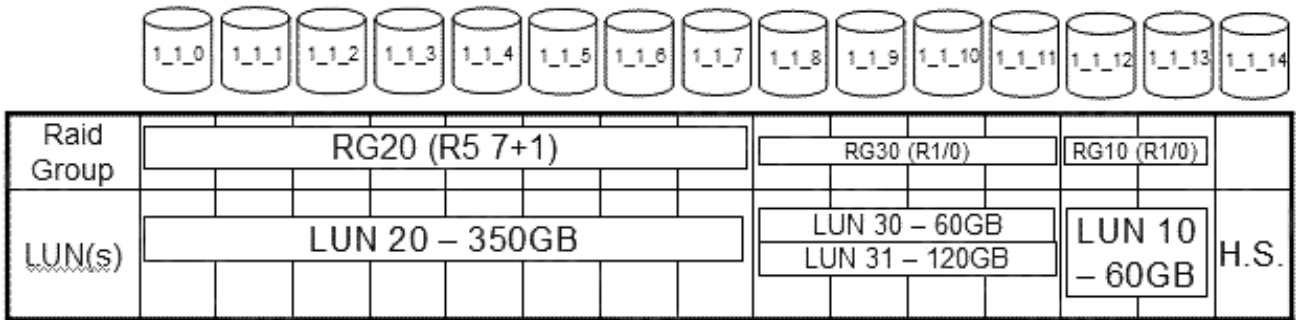 1_1_0 1_1_1 1_1_2 1_1_3 1_1_4 1_1_5 1_1_6 1_1_7 1_1_8 1_1_9 1_1_10 1_1_11 1_1_12 1_1_13 1_1_14
Raid
Group
RG20 (R5 7+1)
RG30 (R1/0)
RG10 (R1/0)
LUN(s)
LUN 20 – 350GB
LUN 30 – 60GB
LUN 31 – 120GB
LUN 10
– 60GB
H.S.